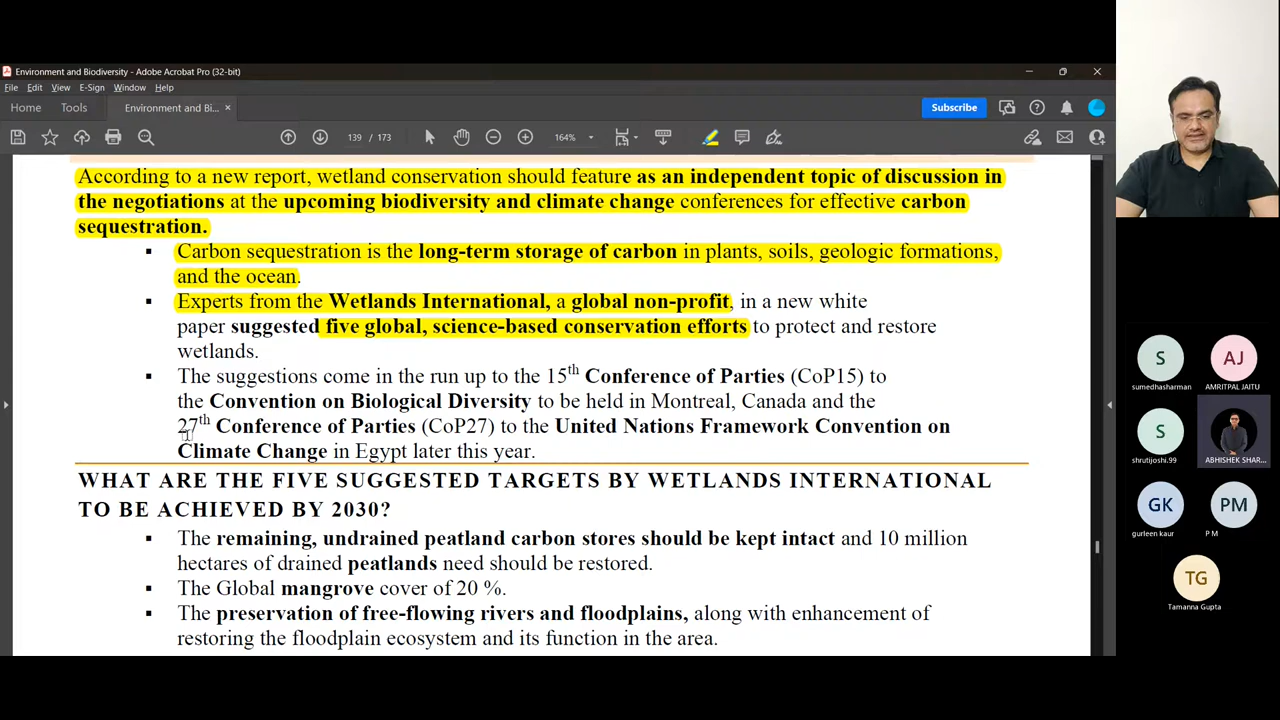 Environment and Biodiversity - Adobe Acrobat Pro (32-bit)
File Edit View E-Sign Window Help
Home Tools Environment and Bi... × Subscribe
139 / 173 164%
According to a new report, wetland conservation should feature as an independent topic of discussion in
the negotiations at the upcoming biodiversity and climate change conferences for effective carbon
sequestration.
▪ Carbon sequestration is the long-term storage of carbon in plants, soils, geologic formations,
and the ocean.
▪ Experts from the Wetlands International, a global non-profit, in a new white
paper suggested five global, science-based conservation efforts to protect and restore
wetlands.
▪ The suggestions come in the run up to the 15th Conference of Parties (CoP15) to
the Convention on Biological Diversity to be held in Montreal, Canada and the
27th Conference of Parties (CoP27) to the United Nations Framework Convention on
Climate Change in Egypt later this year.
WHAT ARE THE FIVE SUGGESTED TARGETS BY WETLANDS INTERNATIONAL
TO BE ACHIEVED BY 2030?
▪ The remaining, undrained peatland carbon stores should be kept intact and 10 million
hectares of drained peatlands need should be restored.
▪ The Global mangrove cover of 20 %.
▪ The preservation of free-flowing rivers and floodplains, along with enhancement of
restoring the floodplain ecosystem and its function in the area.
S AJ
sumedhasharman AMRITPAL JAITU
S
shrutijoshi.99 ABHISHEK SHAR...
GK PM
gurleen kaur P M
TG
Tamanna Gupta